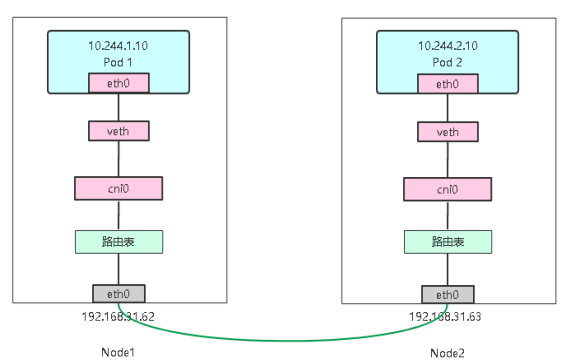 10.244.1.10
Pod 1
eth0
veth
cni0
路由表
eth0
192.168.31.62
Node1
10.244.2.10
Pod 2
eth0
veth
cni0
路由表
eth0
192.168.31.63
Node2